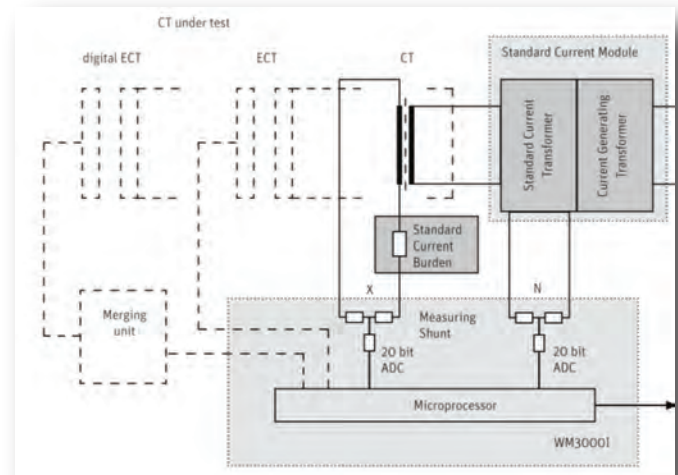 CT under test
digital ECT
ECT
CT
Standard Current Module
Standard Current
Transformer
Current Generating
Transformer
Standard
Current
Burden
X
N
Merging
unit
Measuring
Shunt
20 bit
ADC
20 bit
ADC
Microprocessor
WM3000I